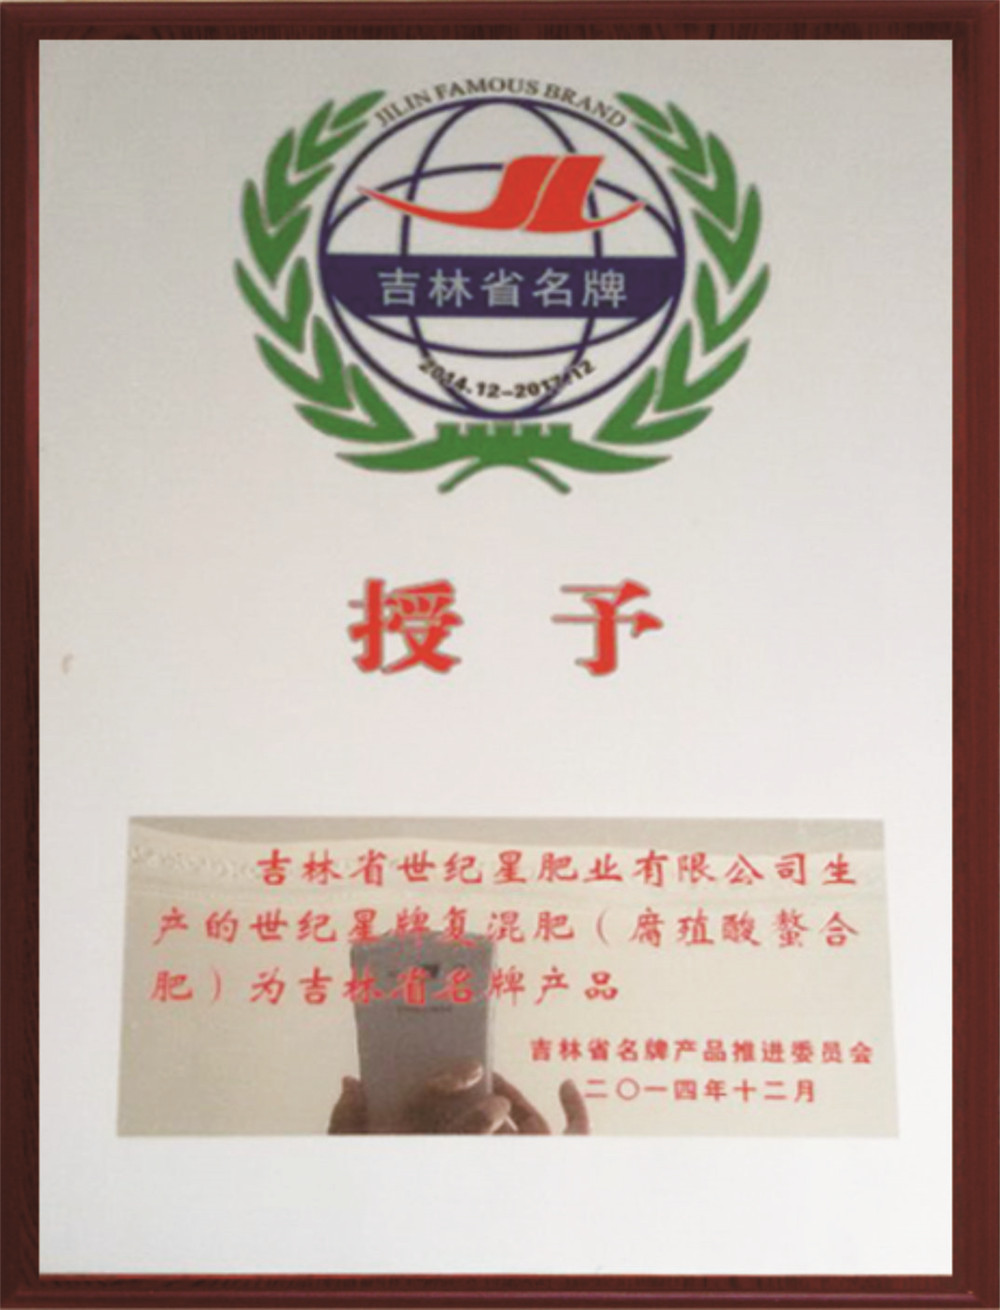 JILIN FAMOUS BRAND
吉林省名牌
2014.12-2017.12
授予
吉林省世纪星肥业有限公司生
产的世纪星牌复混肥（腐殖酸螯合
肥）为吉林省名牌产品
吉林省名牌产品推进委员会
二〇一四年十二月